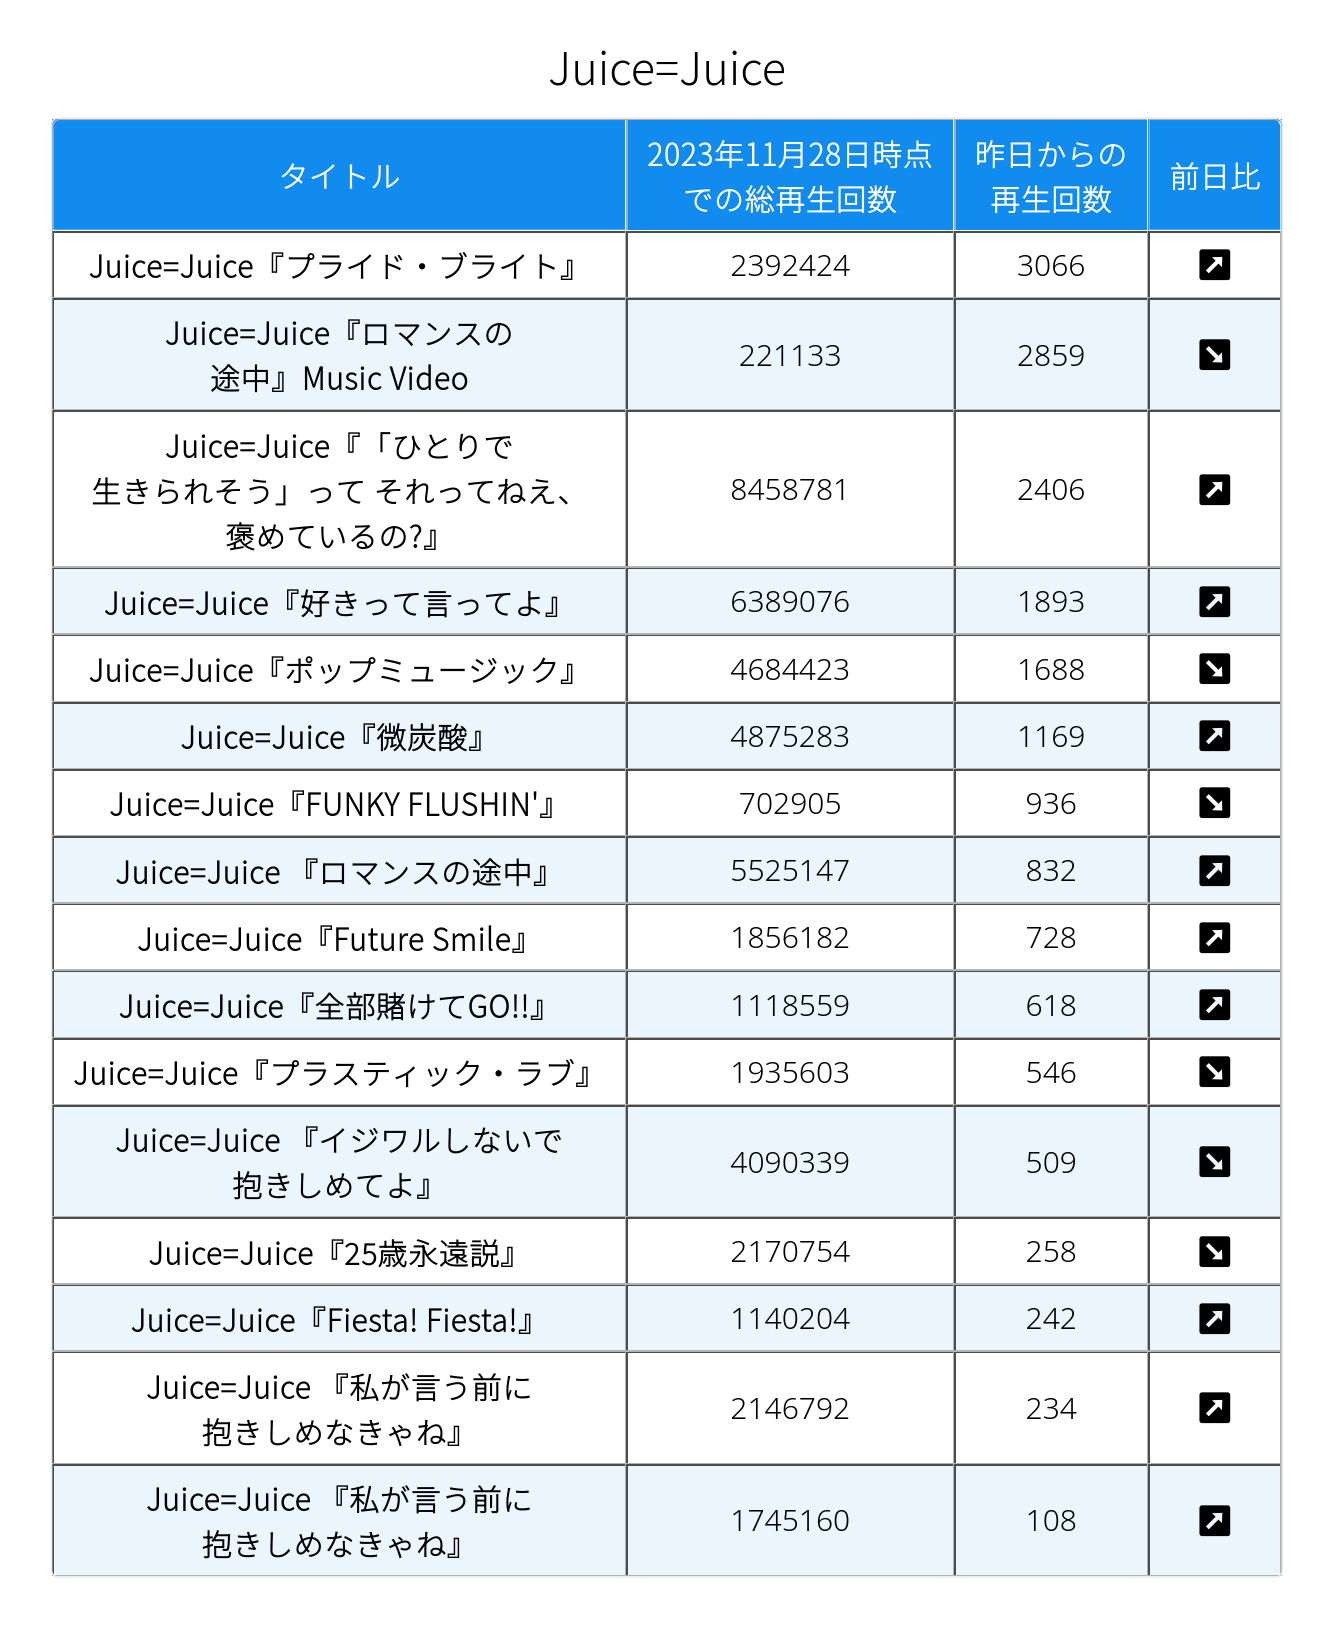 Juice=Juice
タイトル
2023年11月28日時点
での総再生回数
昨日からの
再生回数
前日比
Juice=Juice『プライド・ブライト』
2392424
3066
Juice=Juice『ロマンスの
途中』Music Video
221133
2859
Juice=Juice『「ひとりで
生きられそう」って それってねえ、
褒めているの?』
8458781
2406
Juice=Juice『好きって言ってよ』
6389076
1893
Juice=Juice『ポップミュージック』
4684423
1688
Juice=Juice『微炭酸』
4875283
1169
Juice=Juice『FUNKY FLUSHIN'』
702905
936
Juice=Juice 『ロマンスの途中』
5525147
832
Juice=Juice『Future Smile』
1856182
728
Juice=Juice『全部賭けてGO!!』
1118559
618
Juice=Juice『プラスティック・ラブ』
1935603
546
Juice=Juice 『イジワルしないで
抱きしめてよ』
4090339
509
Juice=Juice『25歳永遠説』
2170754
258
Juice=Juice『Fiesta! Fiesta!』
1140204
242
Juice=Juice 『私が言う前に
抱きしめなきゃね』
2146792
234
Juice=Juice 『私が言う前に
抱きしめなきゃね』
1745160
108